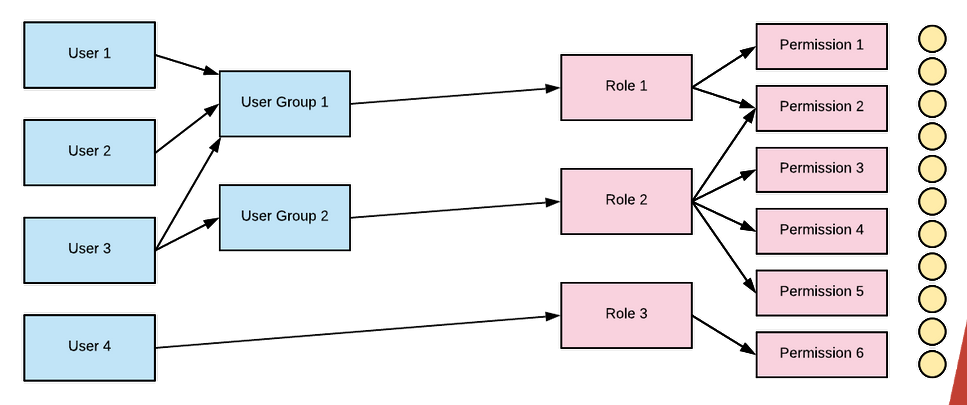 User 1
User 2
User 3
User 4
User Group 1
User Group 2
Role 1
Role 2
Role 3
Permission 1
Permission 2
Permission 3
Permission 4
Permission 5
Permission 6